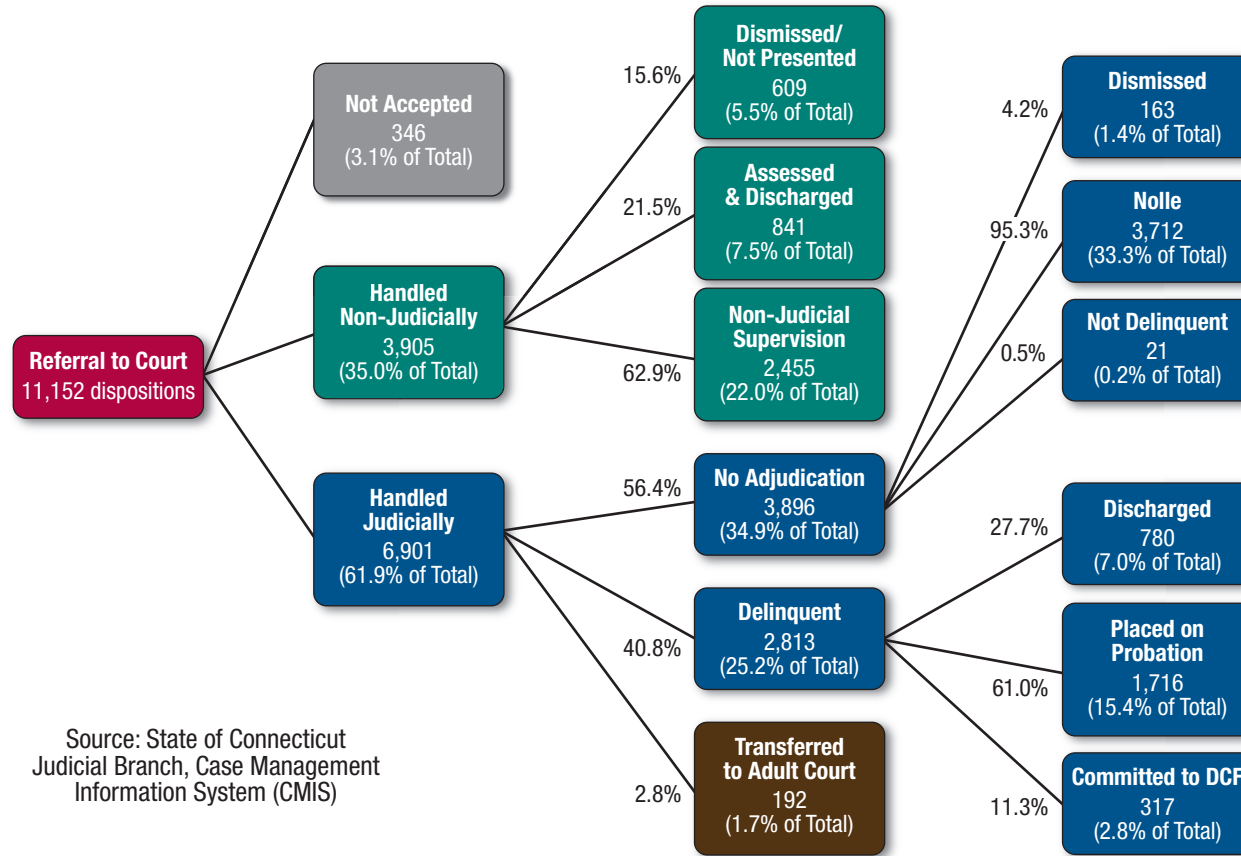 Referral to Court
11,152 dispositions
Not Accepted
346
(3.1% of Total)
Handled
Non-Judicially
3,905
(35.0% of Total)
Handled
Judicially
6,901
(61.9% of Total)
15.6%
21.5%
62.9%
Dismissed/
Not Presented
609
(5.5% of Total)
Assessed
& Discharged
841
(7.5% of Total)
Non-Judicial
Supervision
2,455
(22.0% of Total)
56.4%
40.8%
2.8%
No Adjudication
3,896
(34.9% of Total)
Delinquent
2,813
(25.2% of Total)
Transferred
to Adult Court
192
(1.7% of Total)
4.2%
95.3%
0.5%
Dismissed
163
(1.4% of Total)
Nolle
3,712
(33.3% of Total)
Not Delinquent
21
(0.2% of Total)
27.7%
61.0%
11.3%
Discharged
780
(7.0% of Total)
Placed on
Probation
1,716
(15.4% of Total)
Committed to DCF
317
(2.8% of Total)
Source: State of Connecticut
Judicial Branch, Case Management
Information System (CMIS)